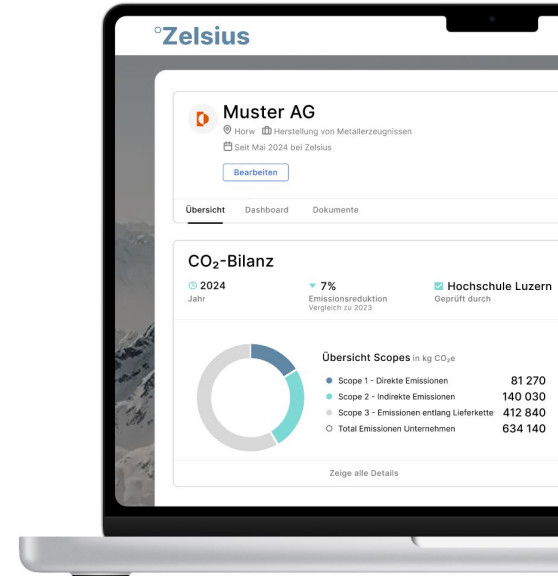 °Zelsius
Muster AG
Horw Herstellung von Metallerzeugnissen
Seit Mai 2024 bei Zelsius
Bearbeiten
Übersicht Dashboard Dokumente
CO₂-Bilanz
2024
Jahr
7%
Emissionsreduktion
Vergleich zu 2023
Hochschule Luzern
Geprüft durch
Übersicht Scopes in kg CO₂e
Scope 1 - Direkte Emissionen 81 270
Scope 2 - Indirekte Emissionen 140 030
Scope 3 - Emissionen entlang Lieferkette 412 840
Total Emissionen Unternehmen 634 140
Zeige alle Details